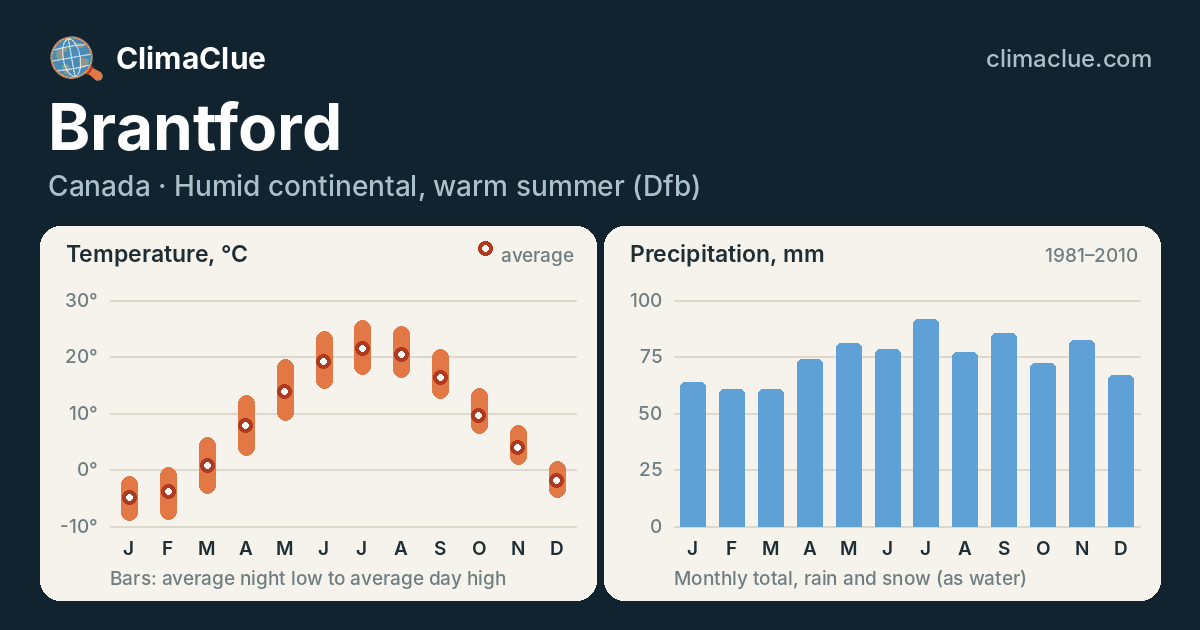 ClimaClue
climaclue.com
Brantford
Canada · Humid continental, warm summer (Dfb)
Temperature, °C
average
30°
20°
10°
0°
-10°
J F M A M J J A S O N D
Bars: average night low to average day high
Precipitation, mm
1981–2010
100
75
50
25
0
J F M A M J J A S O N D
Monthly total, rain and snow (as water)